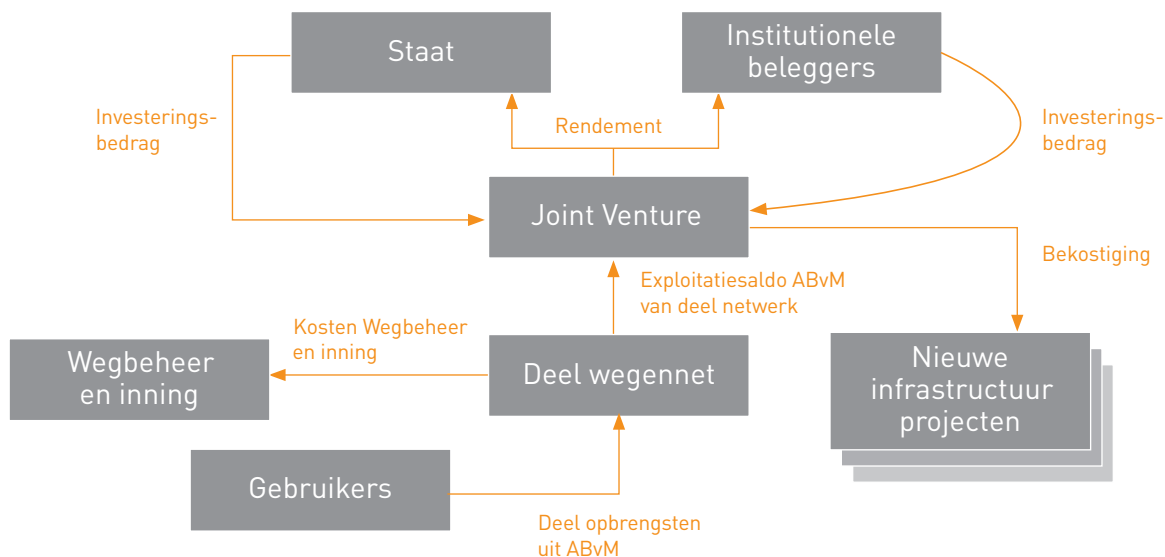 Staat
Institutionele
beleggers
Investerings-
bedrag
Rendement
Investerings-
bedrag
Joint Venture
Bekostiging
Exploitatiesaldo ABvM
van deel netwerk
Kosten Wegbeheer
en inning
Wegbeheer
en inning
Deel wegennet
Nieuwe
infrastructuur
projecten
Gebruikers
Deel opbrengsten
uit ABvM